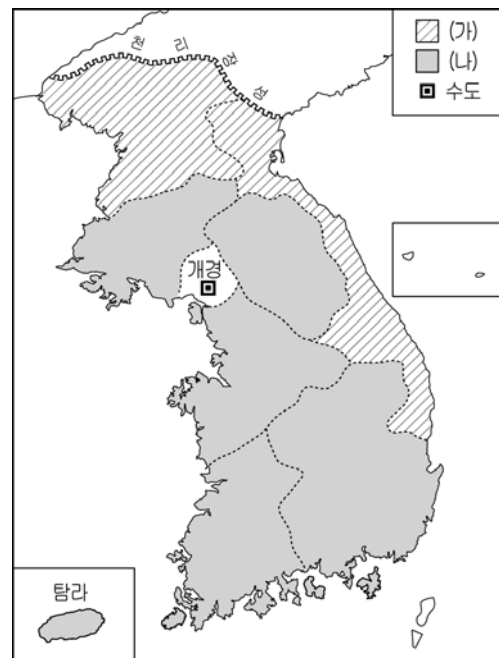 천 리 장 성
(가)
(나)
수도
개경
탐라